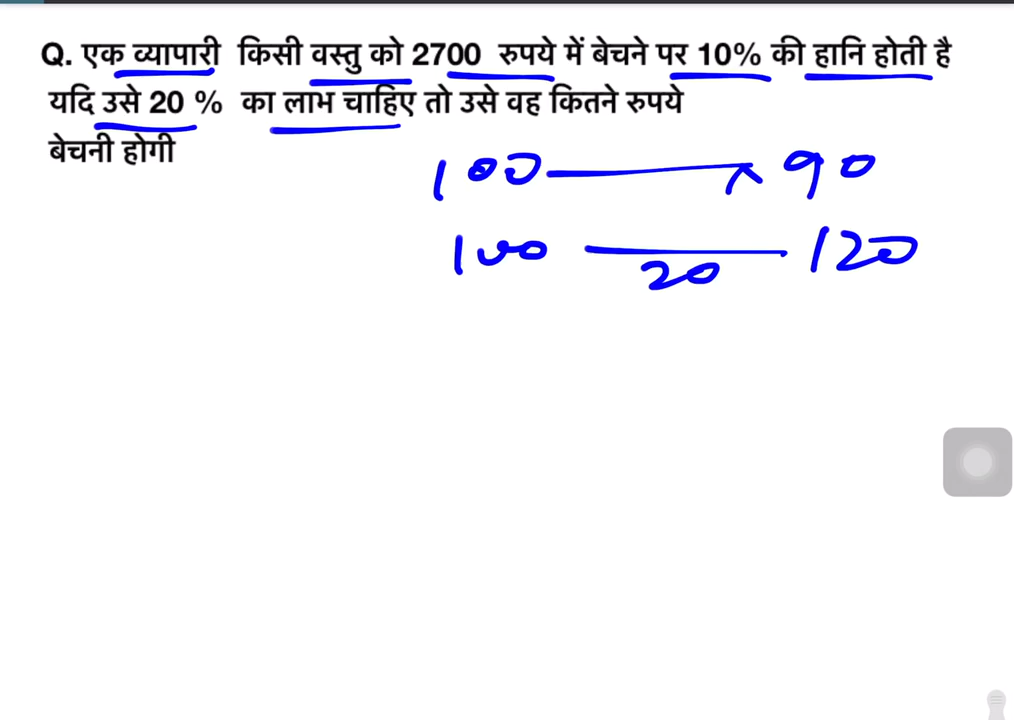 Q. एक व्यापारी किसी वस्तु को 2700 रुपये में बेचने पर 10% की हानि होती है
यदि उसे 20 % का लाभ चाहिए तो उसे वह कितने रुपये
बेचनी होगी
100 → 90
100 — 120
20